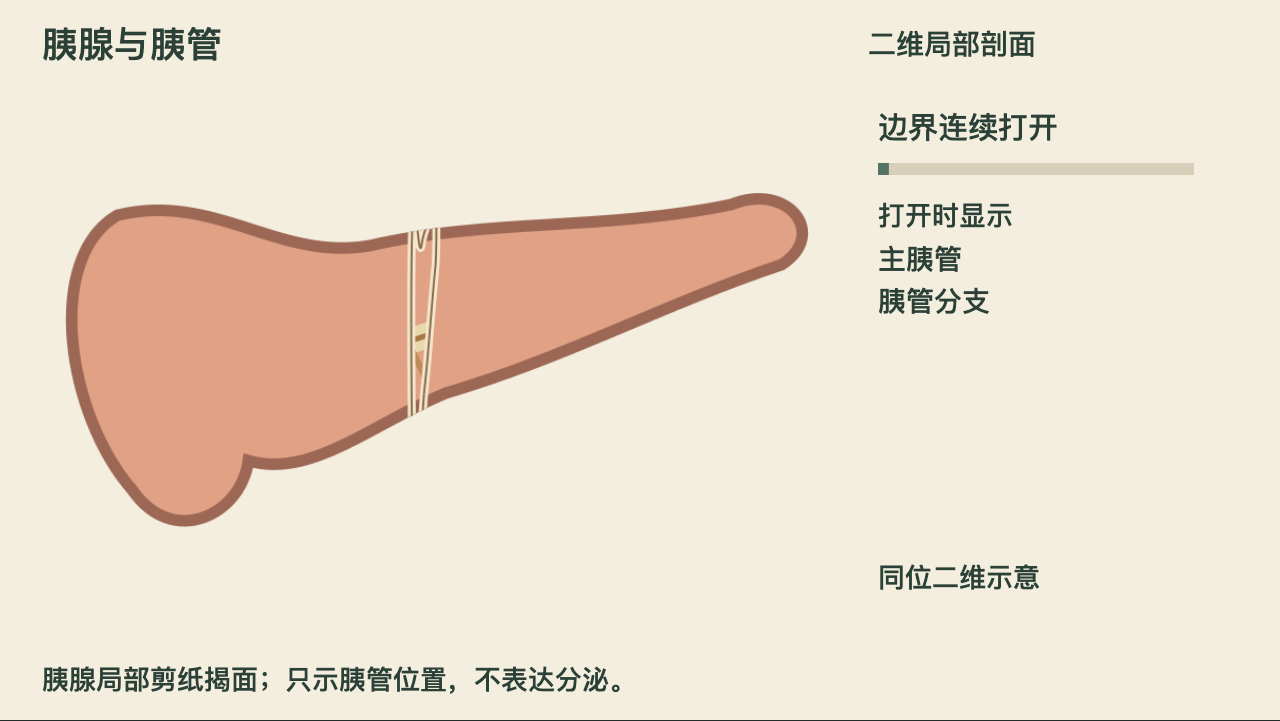 胰腺与胰管
二维局部剖面
边界连续打开
打开时显示
主胰管
胰管分支
同位二维示意
胰腺局部剪纸揭面；只示胰管位置，不表达分泌。